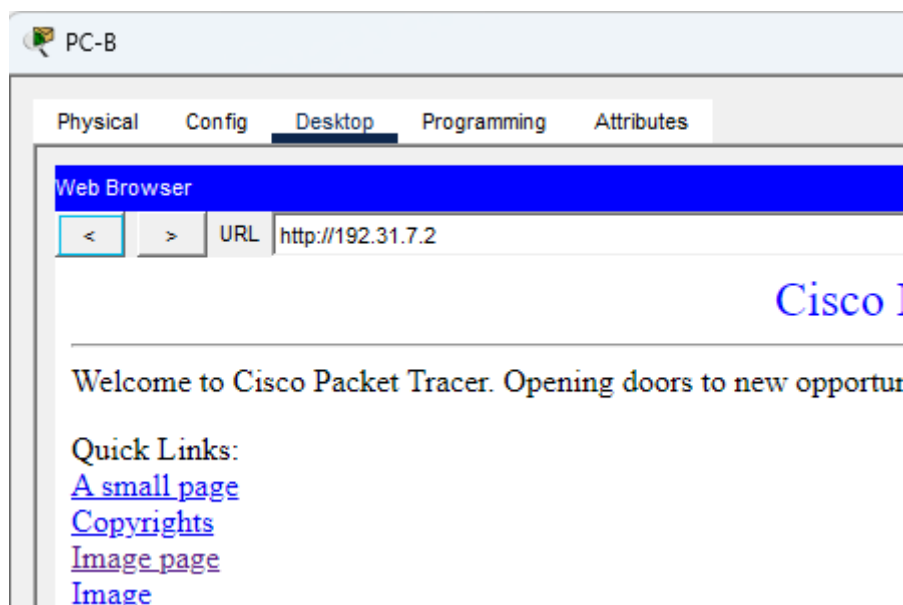 PC-B
Physical Config Desktop Programming Attributes
Web Browser
< > URL http://192.31.7.2
Cisco
Welcome to Cisco Packet Tracer. Opening doors to new
Quick Links:
A small page
Copyrights
Image page
Image